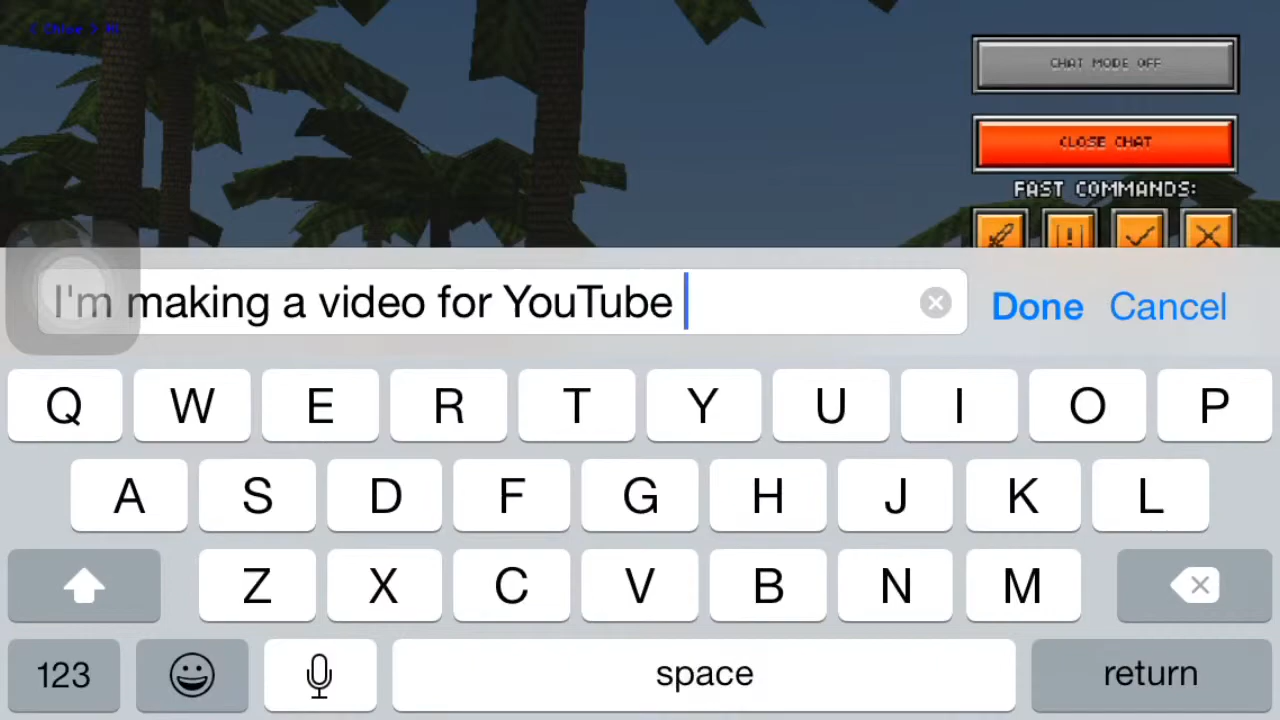 CHAT MODE OFF
CLOSE CHAT
FAST COMMANDS:
I'm making a video for YouTube
Done Cancel
Q W E R T Y U I O P
A S D F G H J K L
Z X C V B N M
123 space return